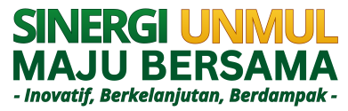 SINERGI UNMUL
MAJU BERSAMA
- Inovatif, Berkelanjutan, Berdampak -